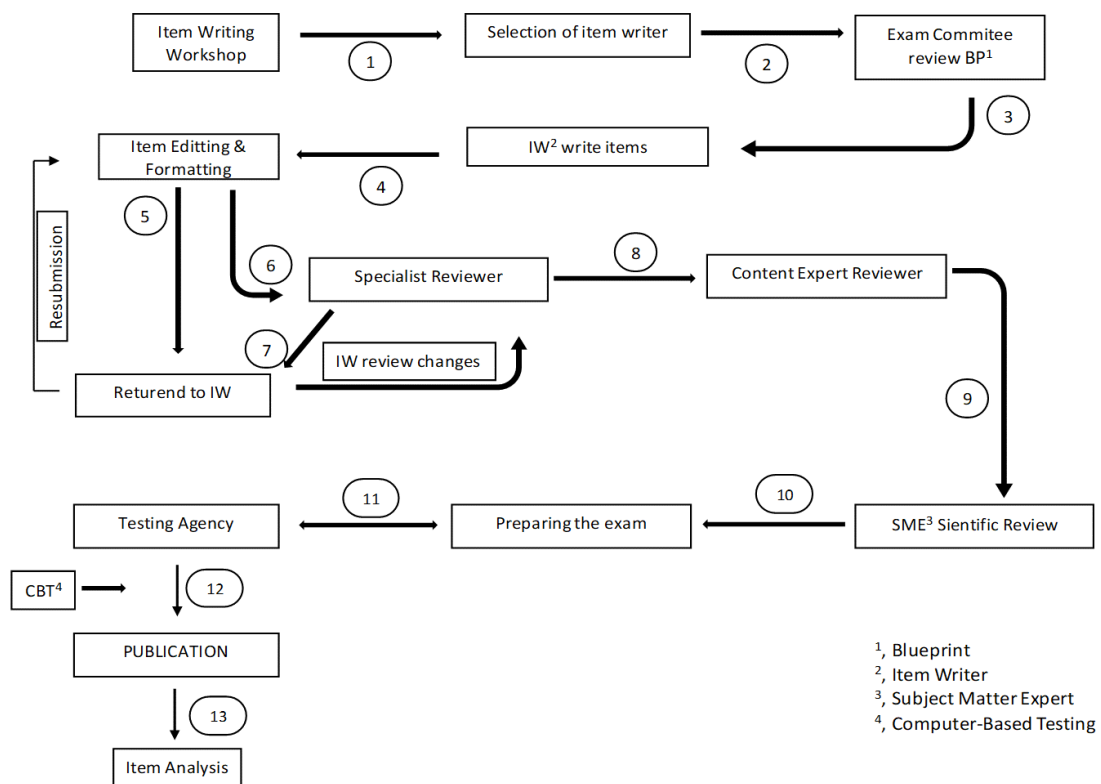 Item Writing
Workshop
1
Selection of item writer
2
Exam Commitee
review BP¹
3
IW² write items
4
Item Editting &
Formatting
5
6
Resubmission
Specialist Reviewer
8
Content Expert Reviewer
7
IW review changes
Returend to IW
9
10
11
Testing Agency
Preparing the exam
SME³ Sientific Review
CBT⁴
12
PUBLICATION
13
Item Analysis
¹, Blueprint
², Item Writer
³, Subject Matter Expert
⁴, Computer-Based Testing